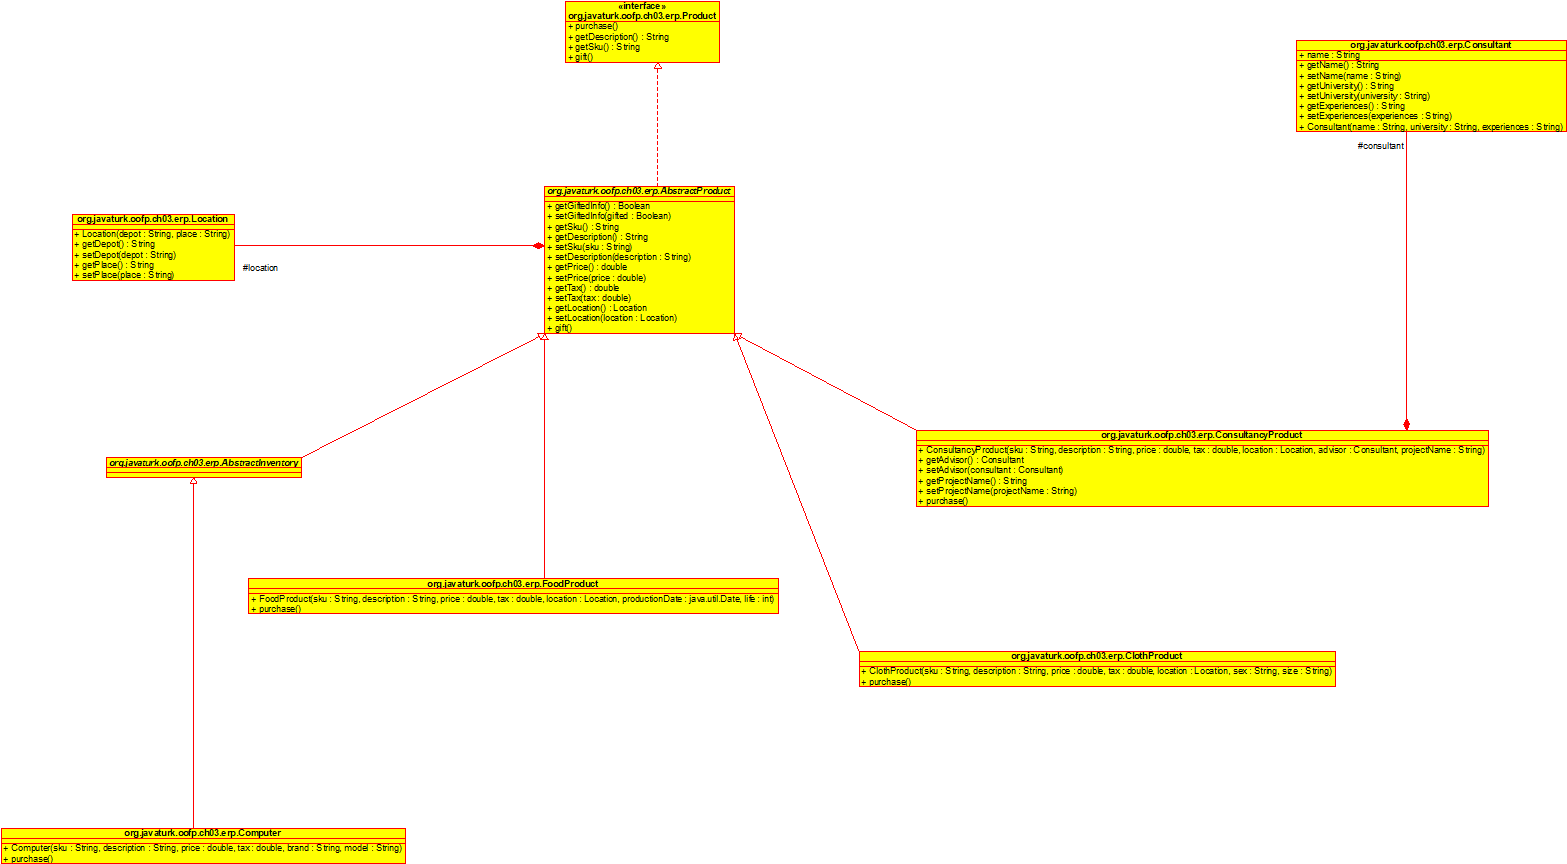 «interface»
org.javaturk.oofp.ch03.erp.Product
+ purchase()
+ getDescription() : String
+ getSku() : String
+ gift()
org.javaturk.oofp.ch03.erp.Consultant
+ name : String
+ getName() : String
+ setName(name : String)
+ getUniversity() : String
+ setUniversity(university : String)
+ getExperiences() : String
+ setExperiences(experiences : String)
+ Consultant(name : String, university : String, experiences : String)
#consultant
org.javaturk.oofp.ch03.erp.AbstractProduct
+ getGiftedInfo() : Boolean
+ setGiftedInfo(gifted : Boolean)
+ getSku() : String
+ getDescription() : String
+ setSku(sku : String)
+ setDescription(description : String)
+ getPrice() : double
+ setPrice(price : double)
+ getTax() : double
+ setTax(tax : double)
+ getLocation() : Location
+ setLocation(location : Location)
+ gift()
org.javaturk.oofp.ch03.erp.Location
+ Location(depot : String, place : String)
+ getDepot() : String
+ setDepot(depot : String)
+ getPlace() : String
+ setPlace(place : String)
#location
org.javaturk.oofp.ch03.erp.AbstractInventory
org.javaturk.oofp.ch03.erp.ConsultancyProduct
+ ConsultancyProduct(sku : String, description : String, price : double, tax : double, location : Location, advisor : Consultant, projectName : String)
+ getAdvisor() : Consultant
+ setAdvisor(consultant : Consultant)
+ getProjectName() : String
+ setProjectName(projectName : String)
+ purchase()
org.javaturk.oofp.ch03.erp.FoodProduct
+ FoodProduct(sku : String, description : String, price : double, tax : double, location : Location, productionDate : java.util.Date, life : int)
+ purchase()
org.javaturk.oofp.ch03.erp.ClothProduct
+ ClothProduct(sku : String, description : String, price : double, tax : double, location : Location, sex : String, size : String)
+ purchase()
org.javaturk.oofp.ch03.erp.Computer
+ Computer(sku : String, description : String, price : double, tax : double, brand : String, model : String)
+ purchase()